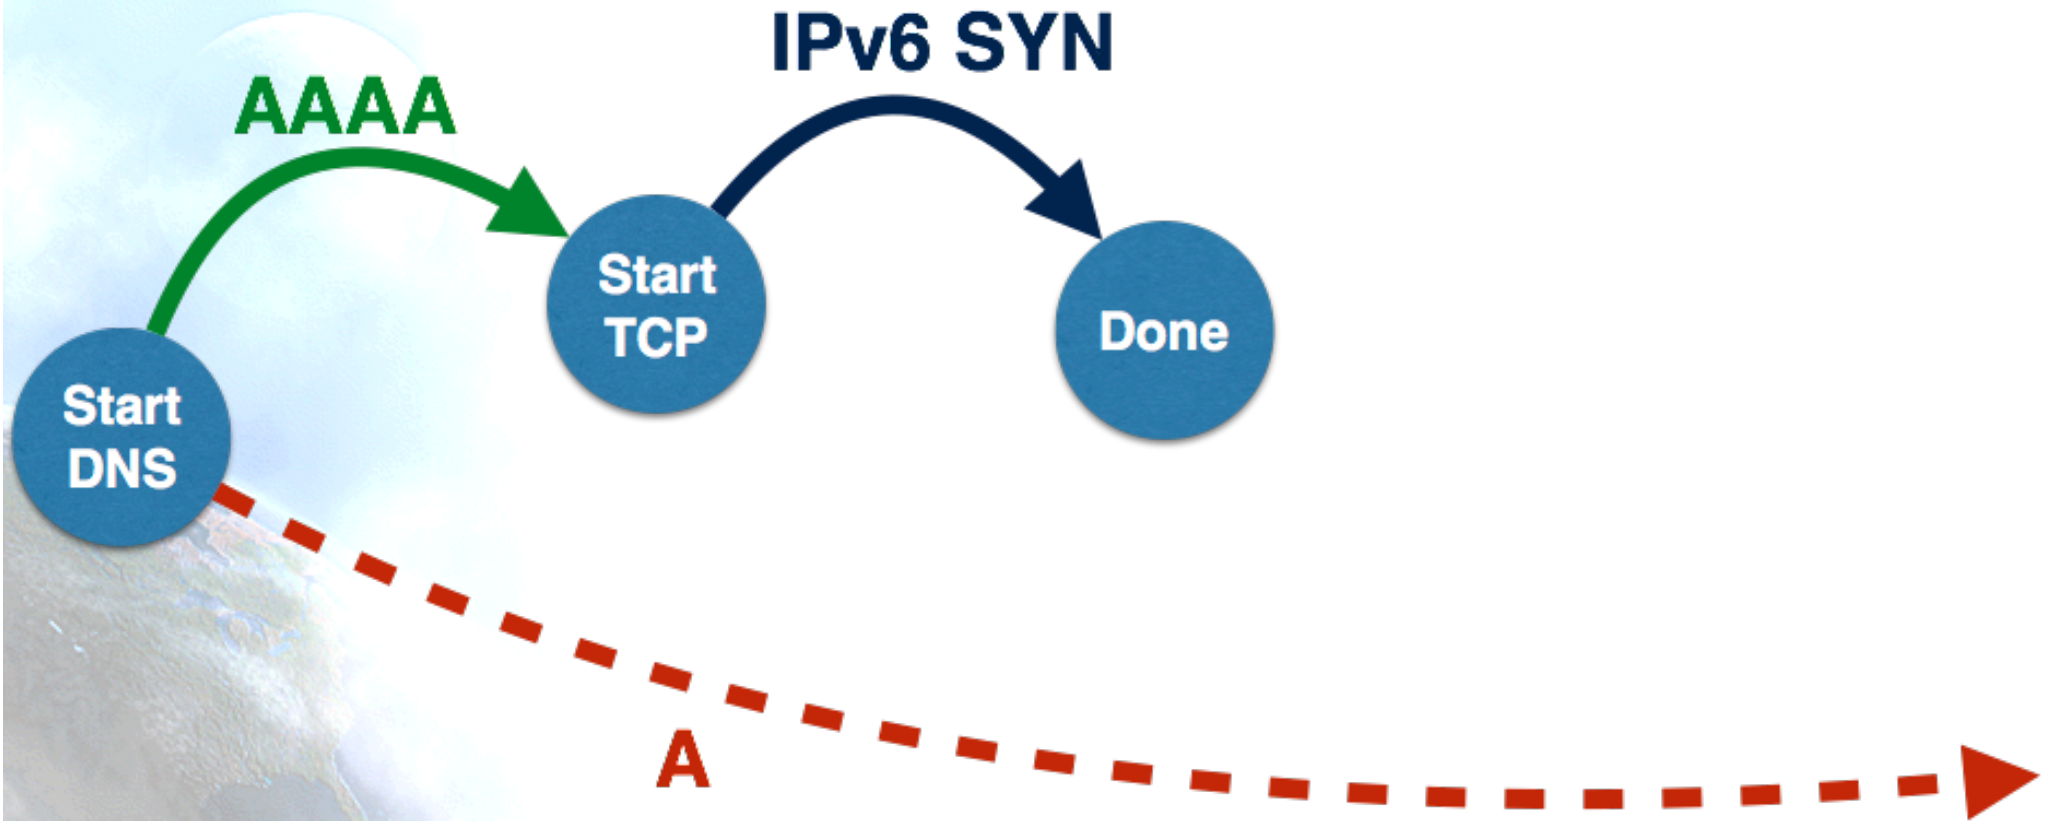 IPv6 SYN
AAAA
Start
TCP
Done
Start
DNS
A